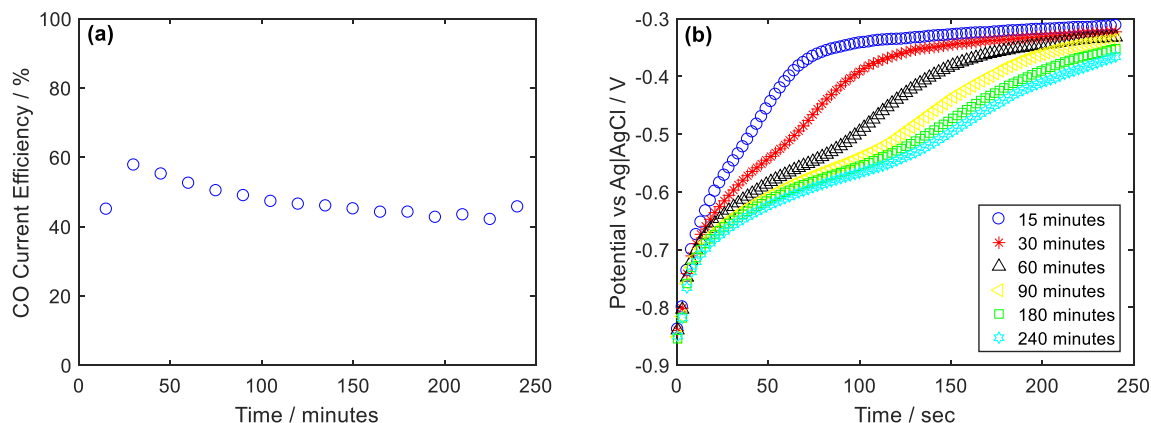 (a)
CO Current Efficiency / %
100
80
60
40
20
0
0 50 100 150 200 250
Time / minutes
(b)
Potential vs Ag|AgCl / V
-0.3
-0.4
-0.5
-0.6
-0.7
-0.8
-0.9
0 50 100 150 200 250
Time / sec
15 minutes
30 minutes
60 minutes
90 minutes
180 minutes
240 minutes